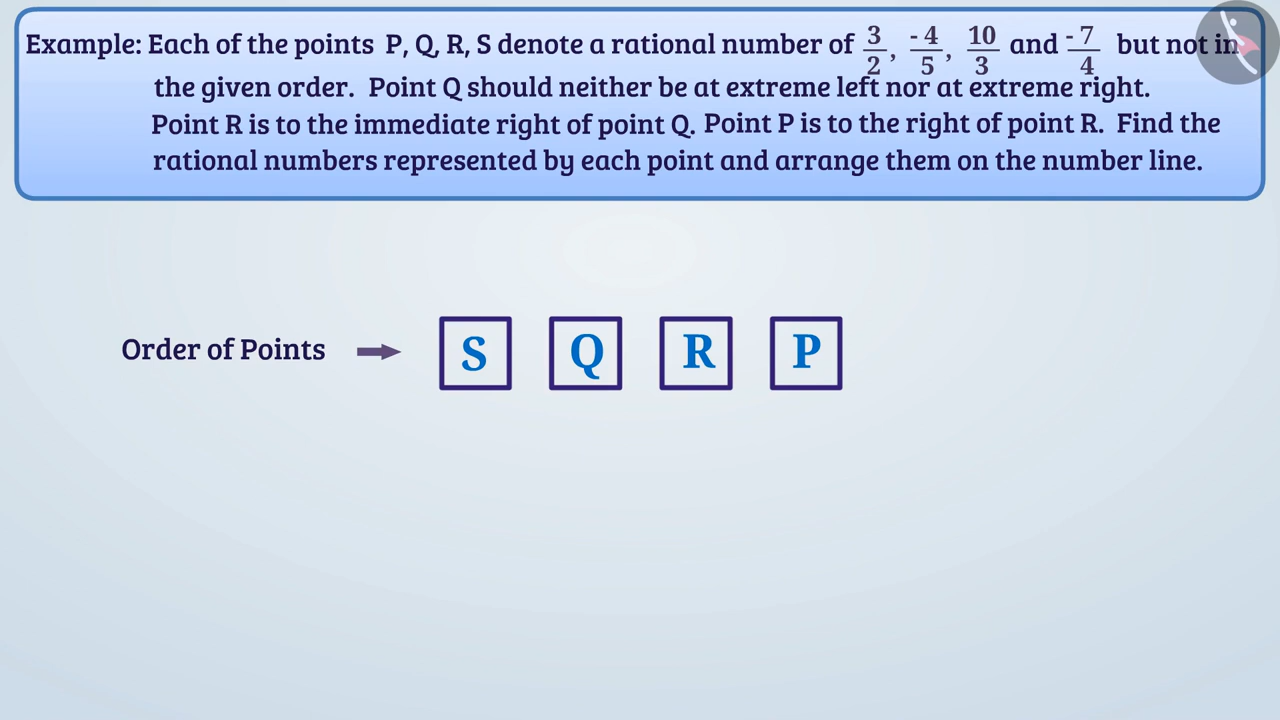 Example: Each of the points P, Q, R, S denote a rational number of 3/2, -4/5, 10/3 and -7/4 but not in
the given order. Point Q should neither be at extreme left nor at extreme right.
Point R is to the immediate right of point Q. Point P is to the right of point R. Find the
rational numbers represented by each point and arrange them on the number line.
Order of Points → S Q R P